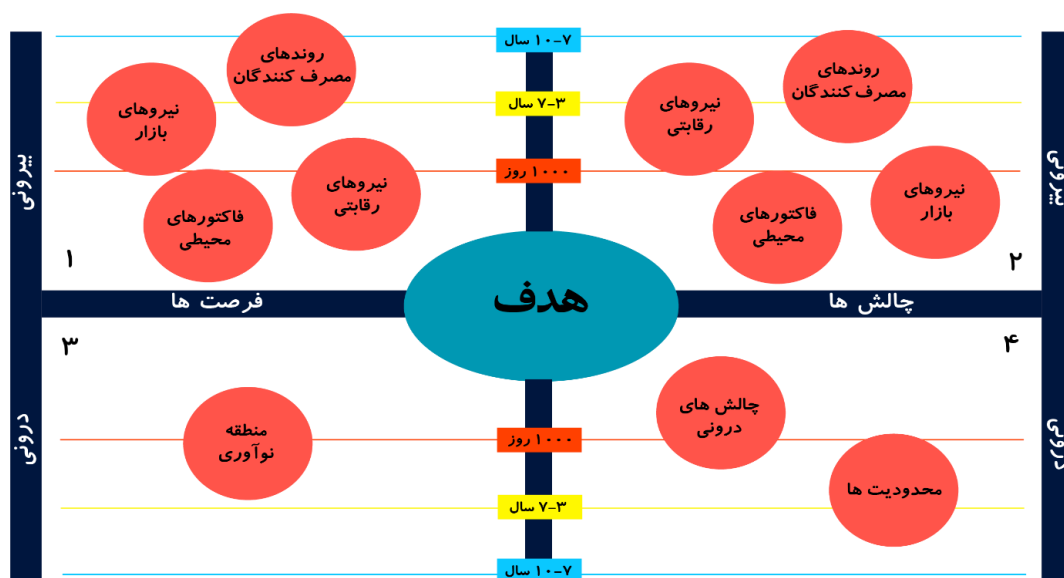 ۷-۱۰ سال
روندهای
مصرف کنندگان
روندهای
مصرف کنندگان
۳-۷ سال
نیروهای
بازار
نیروهای
رقابتی
۱۰۰۰ روز
بیرونی
بیرونی
نیروهای
رقابتی
نیروهای
بازار
فاکتورهای
محیطی
فاکتورهای
محیطی
۱
۲
فرصت ها
هدف
چالش ها
۳
۴
چالش های
درونی
منطقه
نوآوری
۱۰۰۰ روز
درونی
درونی
محدودیت ها
۳-۷ سال
۷-۱۰ سال